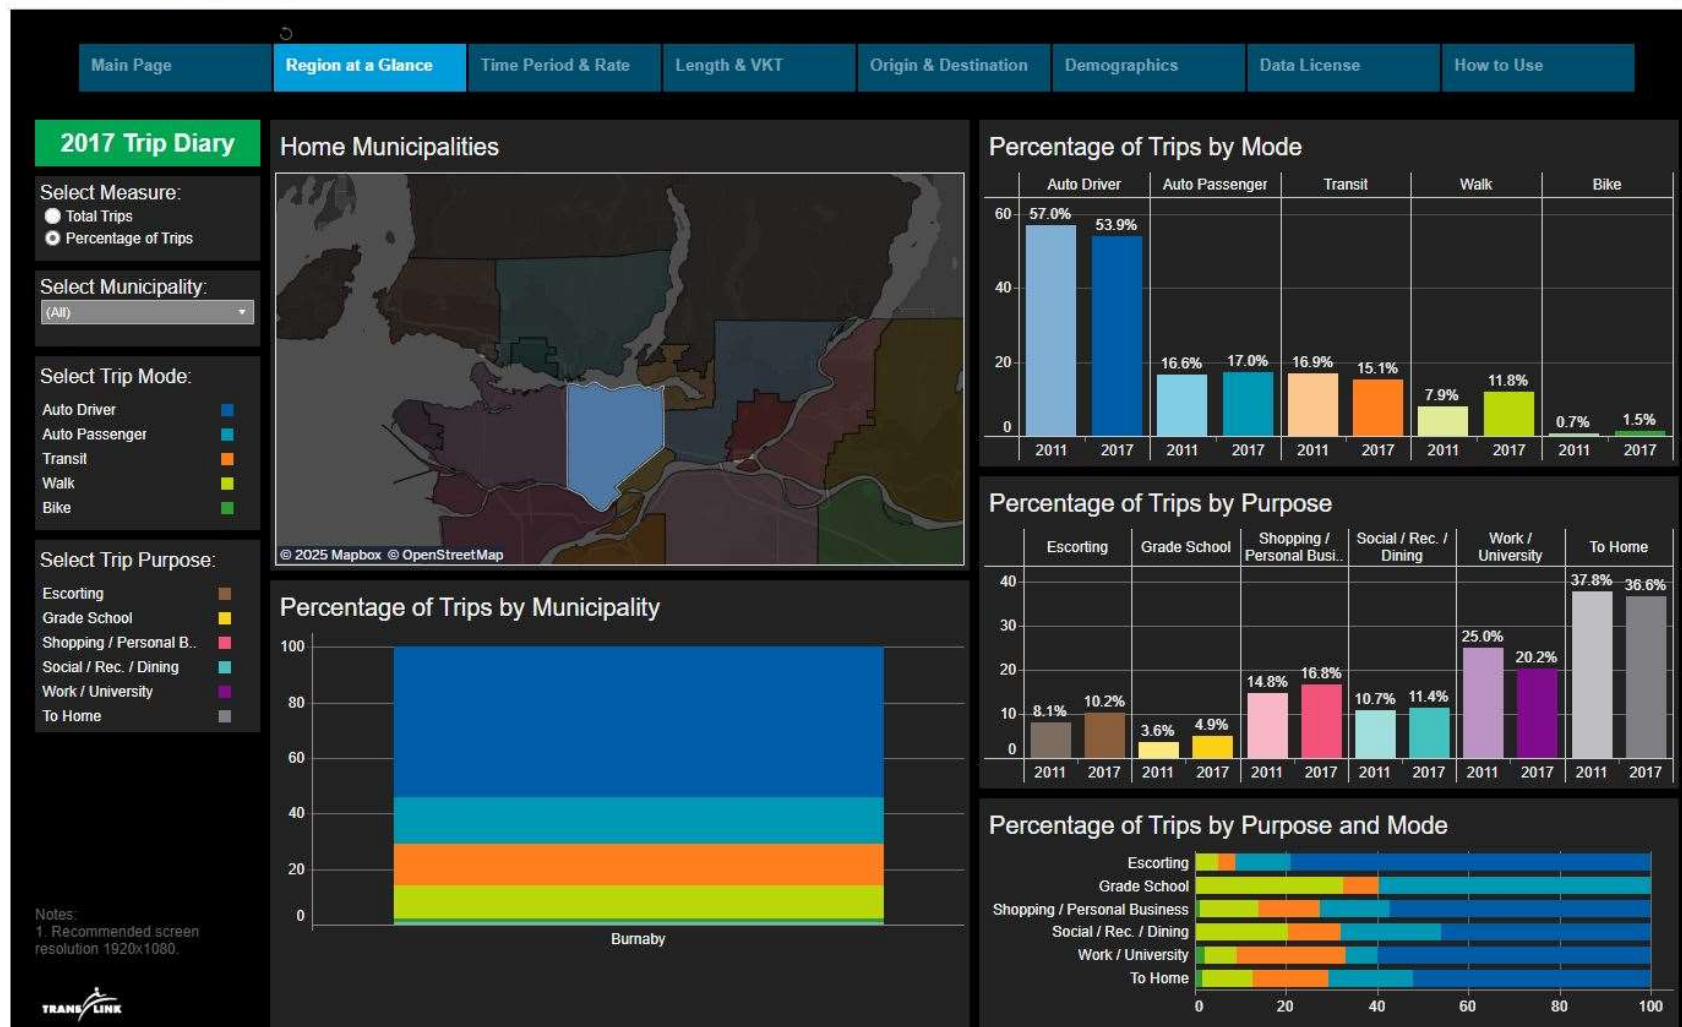 Main Page
Region at a Glance
Time Period & Rate
Length & VKT
Origin & Destination
Demographics
Data License
How to Use
2017 Trip Diary
Select Measure:
Total Trips
Percentage of Trips
Select Municipality:
(All)
Select Trip Mode:
Auto Driver
Auto Passenger
Transit
Walk
Bike
Select Trip Purpose:
Escorting
Grade School
Shopping / Personal B..
Social / Rec. / Dining
Work / University
To Home
Notes:
1. Recommended screen
resolution 1920x1080.
TRANSLINK
Home Municipalities
© 2025 Mapbox © OpenStreetMap
Percentage of Trips by Municipality
100
80
60
40
20
0
Burnaby
Percentage of Trips by Mode
Auto Driver Auto Passenger Transit Walk Bike
60
40
20
0
57.0% 53.9% 16.6% 17.0% 16.9% 15.1% 7.9% 11.8% 0.7% 1.5%
2011 2017 2011 2017 2011 2017 2011 2017 2011 2017
Percentage of Trips by Purpose
Escorting
Grade School
Shopping /
Personal Busi..
Social / Rec. /
Dining
Work /
University
To Home
40
30
20
10
0
8.1% 10.2% 3.6% 4.9% 14.8% 16.8% 10.7% 11.4% 25.0% 20.2% 37.8% 36.6%
2011 2017 2011 2017 2011 2017 2011 2017 2011 2017 2011 2017
Percentage of Trips by Purpose and Mode
Escorting
Grade School
Shopping / Personal Business
Social / Rec. / Dining
Work / University
To Home
0 20 40 60 80 100